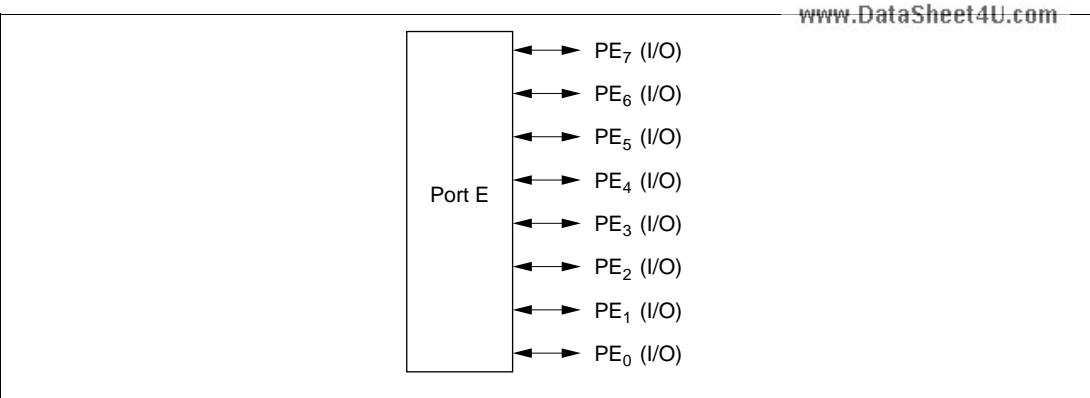 www.DataSheet4U.com
PE₇ (I/O)
PE₆ (I/O)
PE₅ (I/O)
PE₄ (I/O)
Port E
PE₃ (I/O)
PE₂ (I/O)
PE₁ (I/O)
PE₀ (I/O)